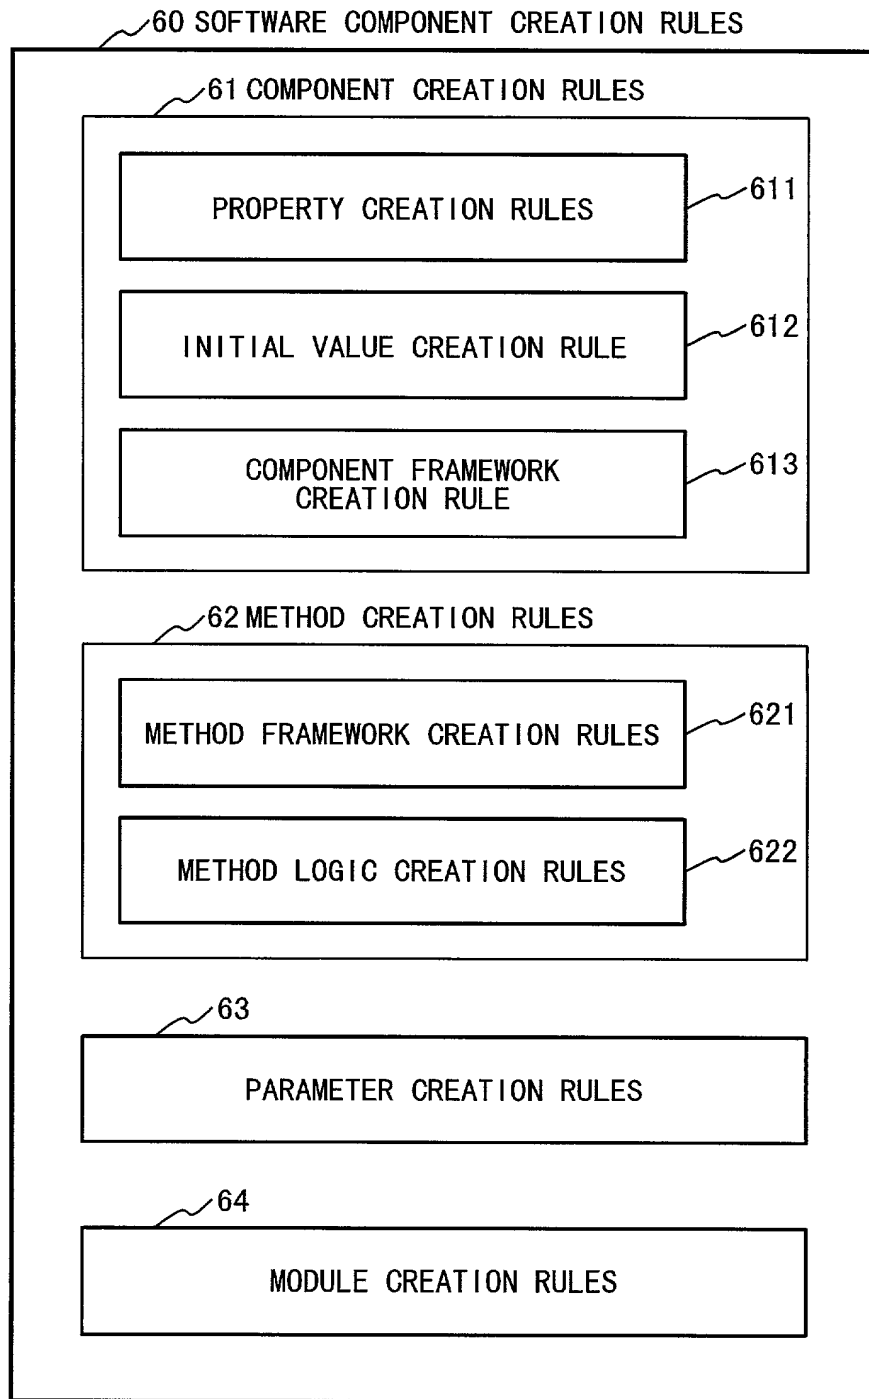 60 SOFTWARE COMPONENT CREATION RULES
61 COMPONENT CREATION RULES
PROPERTY CREATION RULES
611
INITIAL VALUE CREATION RULE
612
COMPONENT FRAMEWORK
CREATION RULE
613
62 METHOD CREATION RULES
METHOD FRAMEWORK CREATION RULES
621
METHOD LOGIC CREATION RULES
622
63
PARAMETER CREATION RULES
64
MODULE CREATION RULES